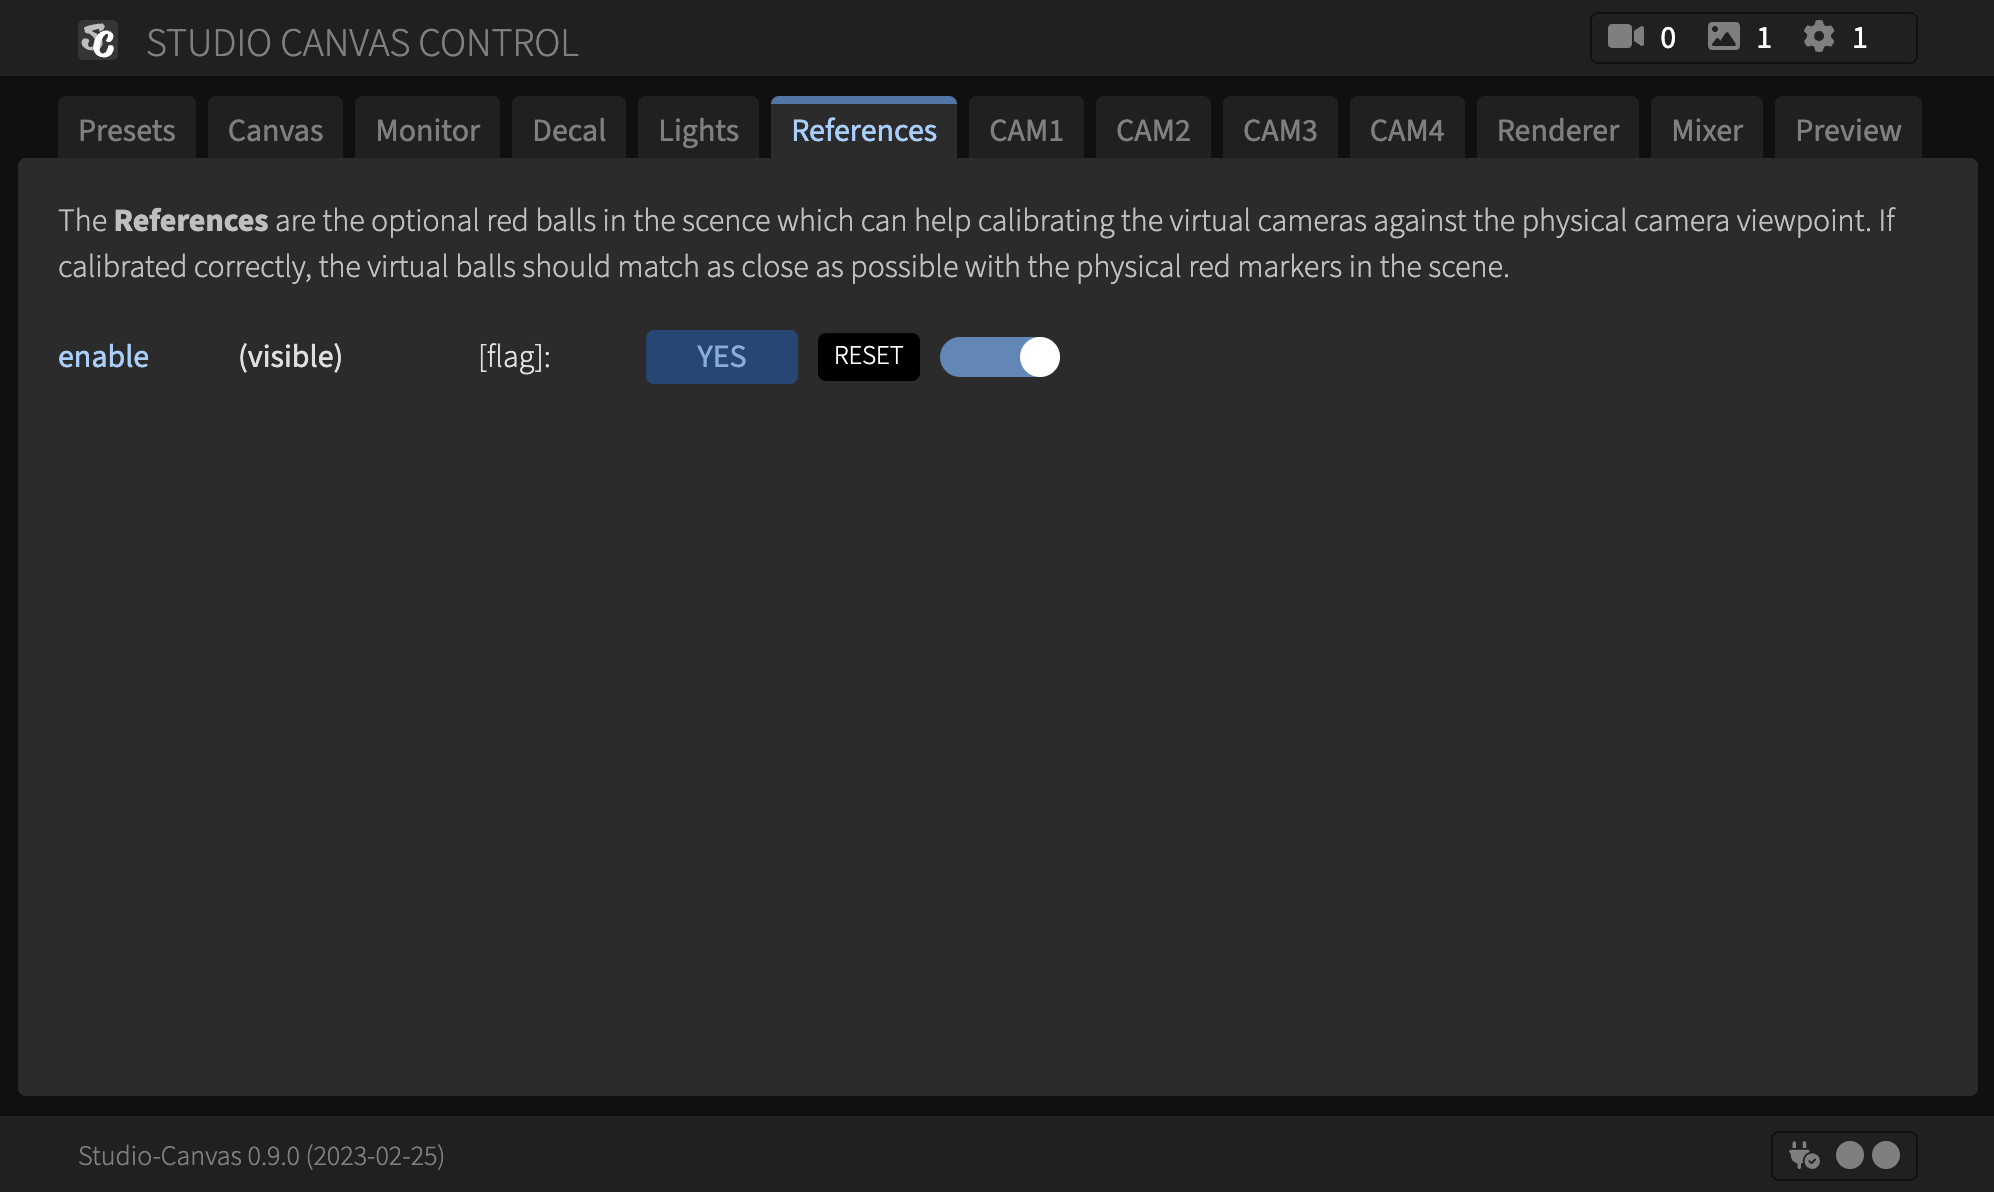 SC STUDIO CANVAS CONTROL 0 1 1
Presets Canvas Monitor Decal Lights References CAM1 CAM2 CAM3 CAM4 Renderer Mixer Preview
The References are the optional red balls in the scence which can help calibrating the virtual cameras against the physical camera viewpoint. If
calibrated correctly, the virtual balls should match as close as possible with the physical red markers in the scene.
enable (visible) [flag]: YES RESET
Studio-Canvas 0.9.0 (2023-02-25)